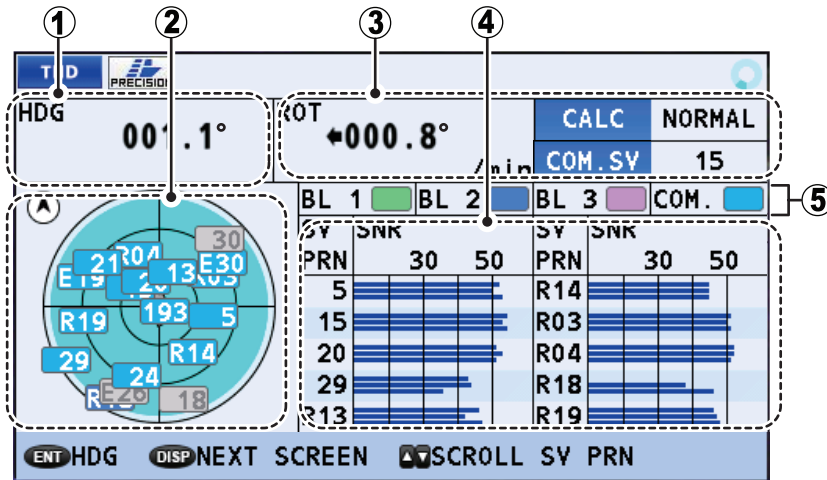 1 2 3 4
PRECISION
HDG
ROT
001.1°
←000.8°
/min
CALC NORMAL
COM.SV 15
BL 1 BL 2 BL 3 COM.
5
SV SNR SV SNR
PRN 30 50 PRN 30 50
5 R14
15 R03
20 R04
29 R18
R13 R19
30
21 R04 13 E30
E19 20 R03
R19 193 5
R14
29
24
E26 18
ENT HDG DISP NEXT SCREEN ▲▼ SCROLL SV PRN